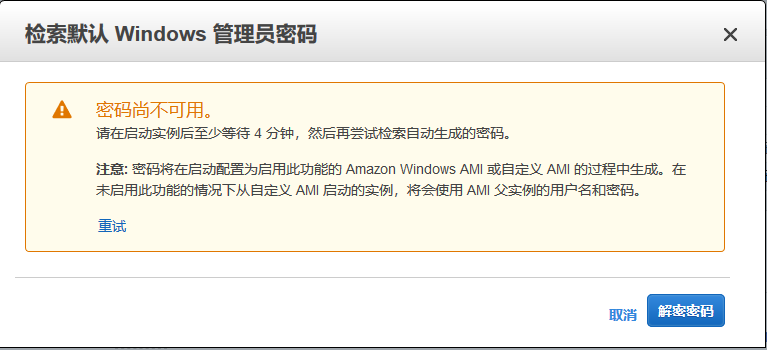 检索默认 Windows 管理员密码
密码尚不可用。
请在启动实例后至少等待 4 分钟，然后再尝试检索自动生成的密码。
注意: 密码将在启动配置为启用此功能的 Amazon Windows AMI 或自定义 AMI 的过程中生成。在
未启用此功能的情况下从自定义 AMI 启动的实例，将会使用 AMI 父实例的用户名和密码。
重试
取消 解密密码